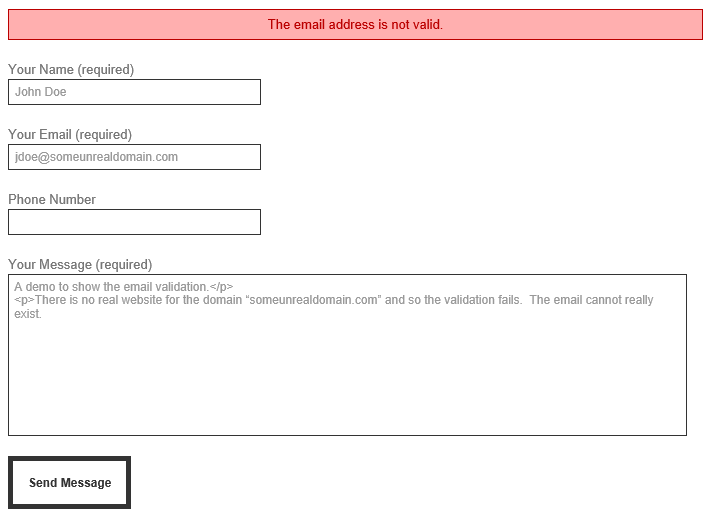 The email address is not valid.
Your Name (required)
John Doe
Your Email (required)
jdoe@someunrealdomain.com
Phone Number
Your Message (required)
A demo to show the email validation.</p>
<p>There is no real website for the domain “someunrealdomain.com” and so the validation fails.  The email cannot really
exist.
Send Message